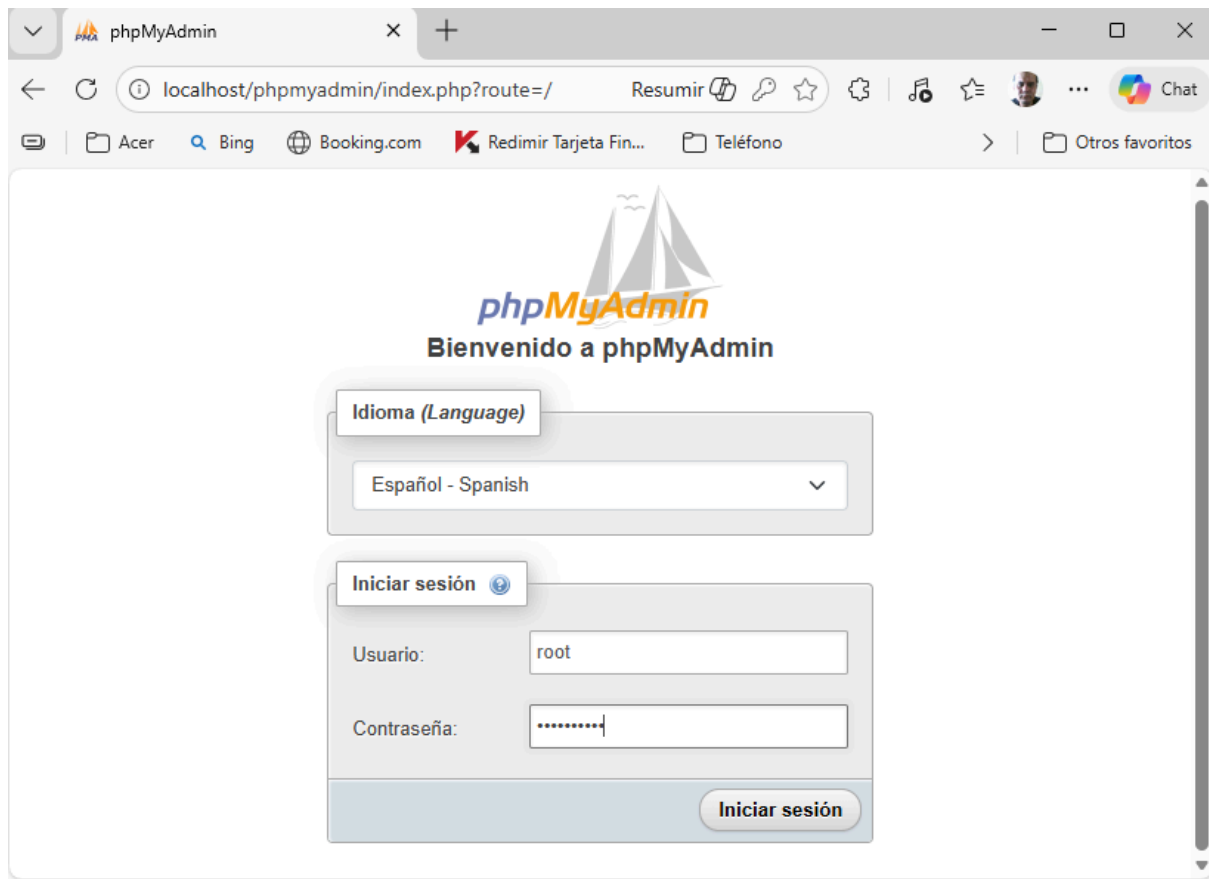 phpMyAdmin
localhost/phpmyadmin/index.php?route=/ Resumir Chat
Acer Bing Booking.com Redimir Tarjeta Fin... Teléfono Otros favoritos
phpMyAdmin
Bienvenido a phpMyAdmin
Idioma (Language)
Español - Spanish
Iniciar sesión
Usuario: root
Contraseña: ••••••••••
Iniciar sesión